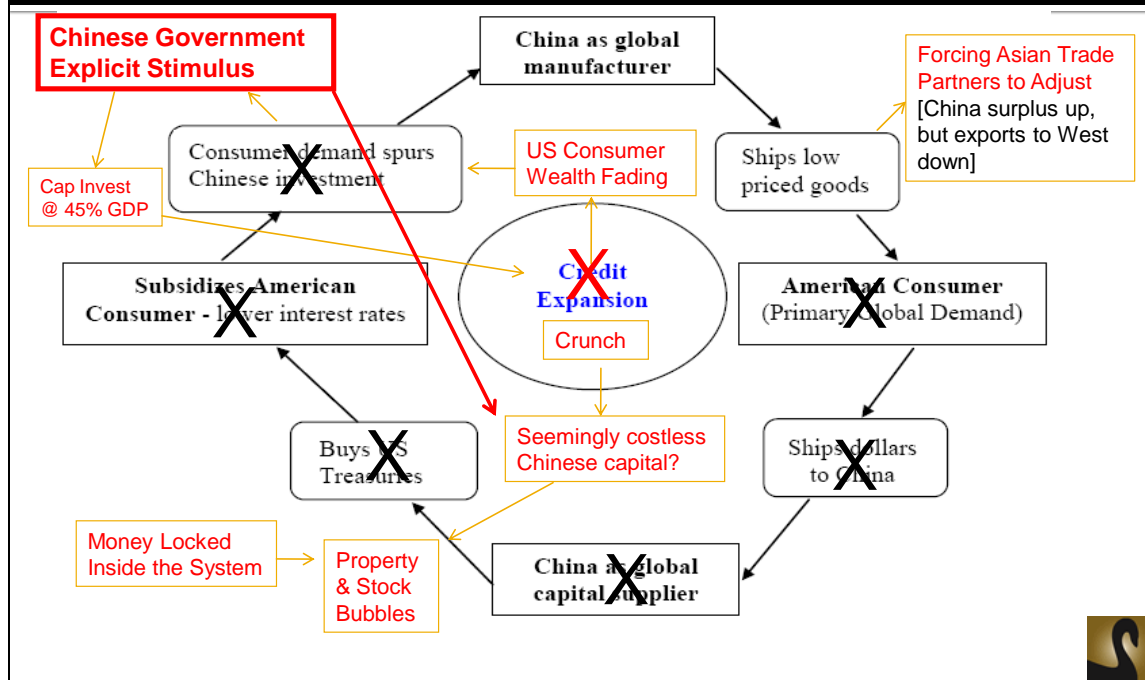 Chinese Government
Explicit Stimulus
China as global
manufacturer
Forcing Asian Trade
Partners to Adjust
[China surplus up,
but exports to West
down]
Consumer demand spurs
Chinese investment
US Consumer
Wealth Fading
Ships low
priced goods
Cap Invest
@ 45% GDP
Subsidizes American
Consumer - lower interest rates
Credit
Expansion
Crunch
American Consumer
(Primary Global Demand)
Buys US
Treasuries
Seemingly costless
Chinese capital?
Ships dollars
to China
Money Locked
Inside the System
Property
& Stock
Bubbles
China as global
capital supplier